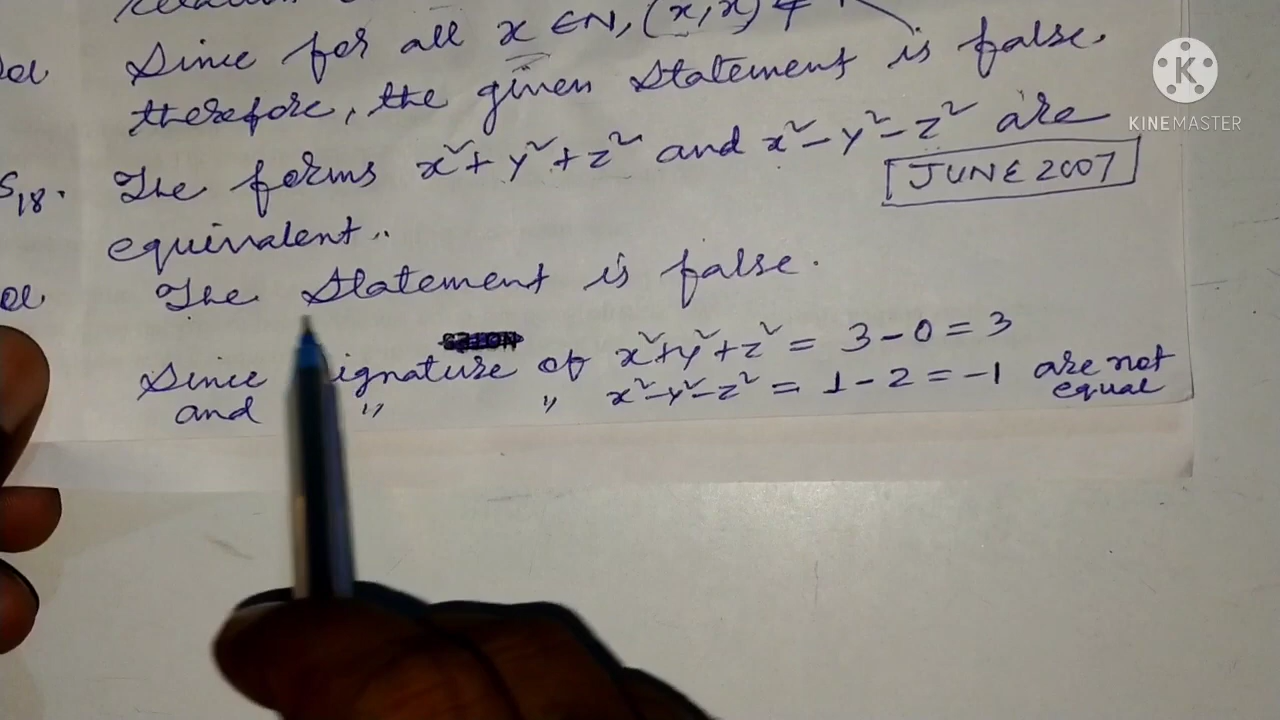 Since for all x ∈ N, (x, x) ∉
therefore, the given statement is false.
S18. The forms x²+ y²+ z² and x²- y²- z² are
JUNE 2007
equivalent.
The Statement is false.
Since signature of x²+y²+z² = 3-0 = 3
and " " x²-y²-z² = 1-2 = -1 are not
equal
KINEMASTER